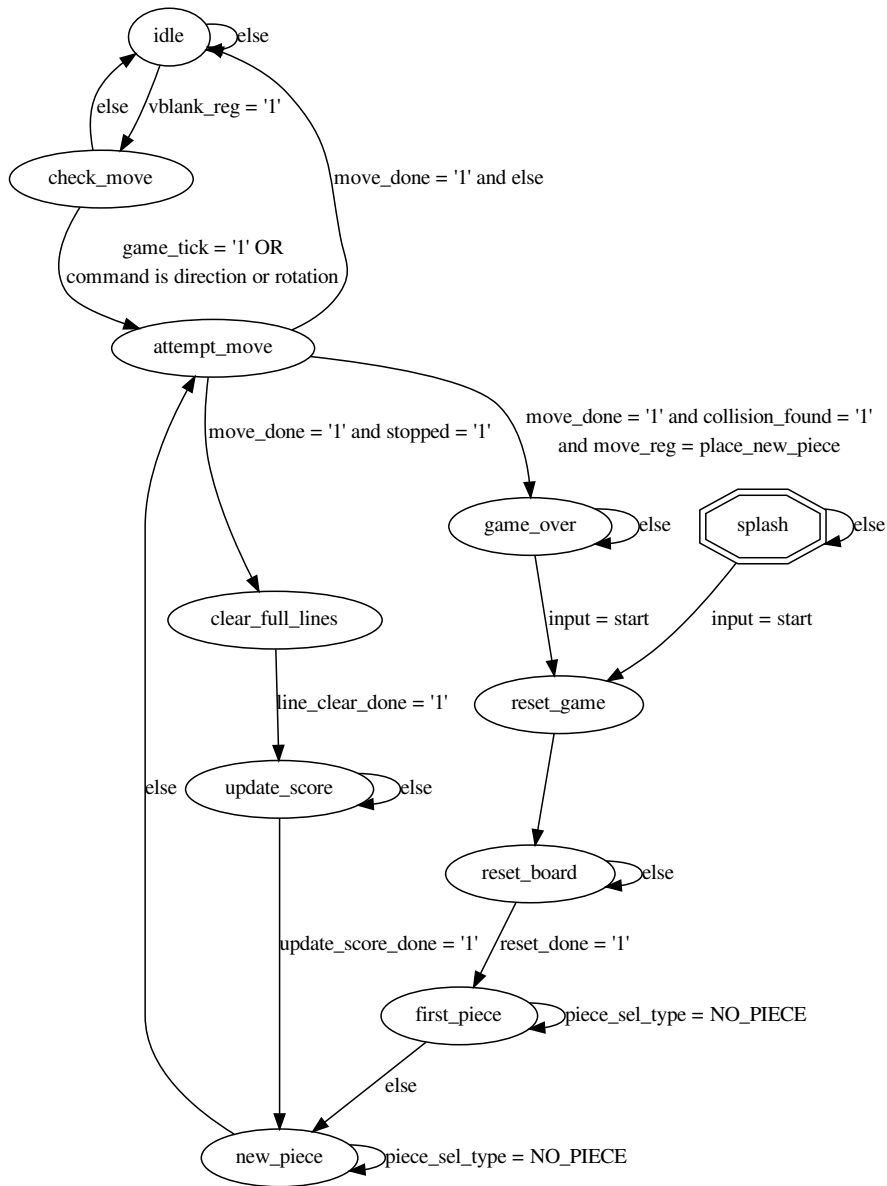 idle
else
else
vblank_reg = '1'
check_move
move_done = '1' and else
game_tick = '1' OR
command is direction or rotation
attempt_move
move_done = '1' and stopped = '1'
move_done = '1' and collision_found = '1'
and move_reg = place_new_piece
game_over
else
splash
else
clear_full_lines
input = start
input = start
line_clear_done = '1'
reset_game
else
update_score
else
reset_board
else
update_score_done = '1'
reset_done = '1'
first_piece
piece_sel_type = NO_PIECE
else
new_piece
piece_sel_type = NO_PIECE